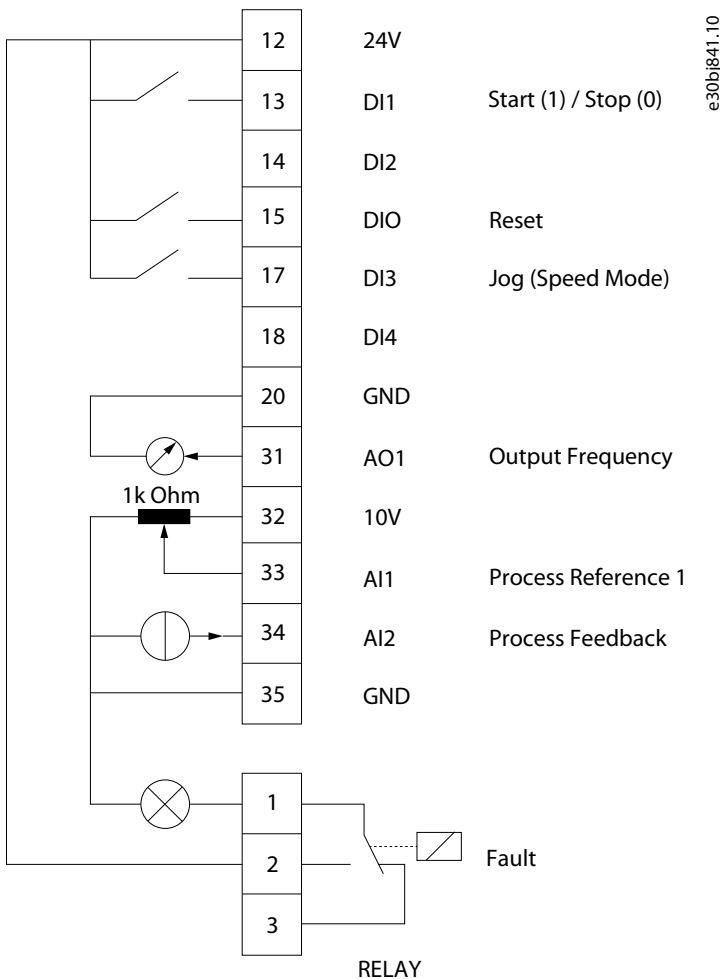 e30bj841.10
12 24V
13 DI1 Start (1) / Stop (0)
14 DI2
15 DIO Reset
17 DI3 Jog (Speed Mode)
18 DI4
20 GND
31 AO1 Output Frequency
1k Ohm
32 10V
33 AI1 Process Reference 1
34 AI2 Process Feedback
35 GND
1
2 Fault
3
RELAY